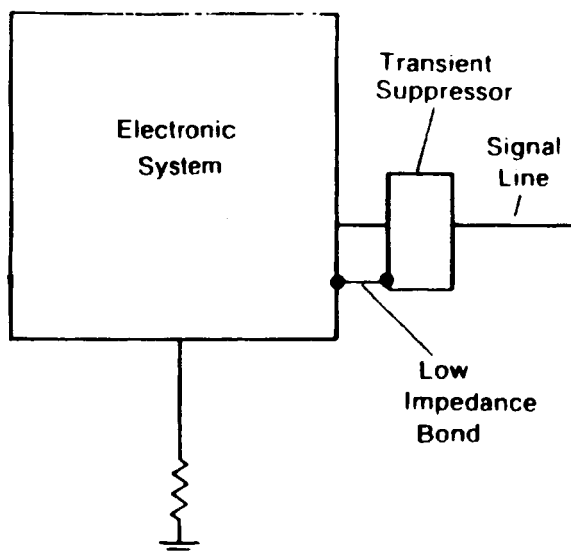 Transient
Suppressor
Electronic
System
Signal
Line
Low
Impedance
Bond